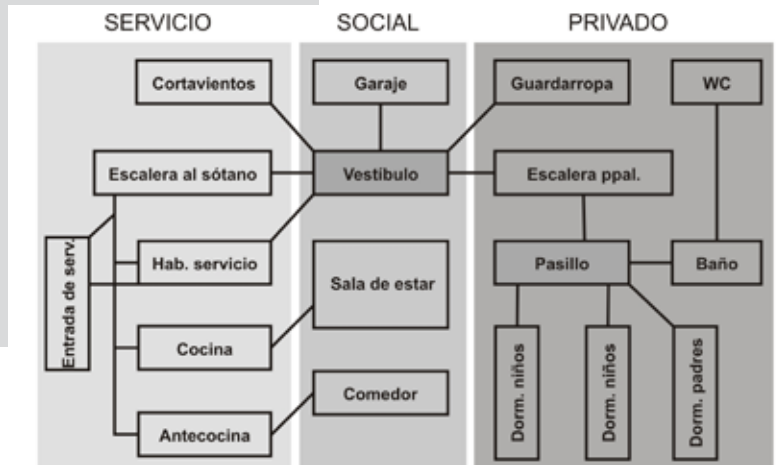 SERVICIO SOCIAL PRIVADO
Cortavientos Garaje Guardarropa WC
Escalera al sótano Vestíbulo Escalera ppal.
Entrada de serv. Hab. servicio Sala de estar Pasillo Baño
Cocina Dorm. niños Dorm. niños Dorm. padres
Comedor
Antecocina